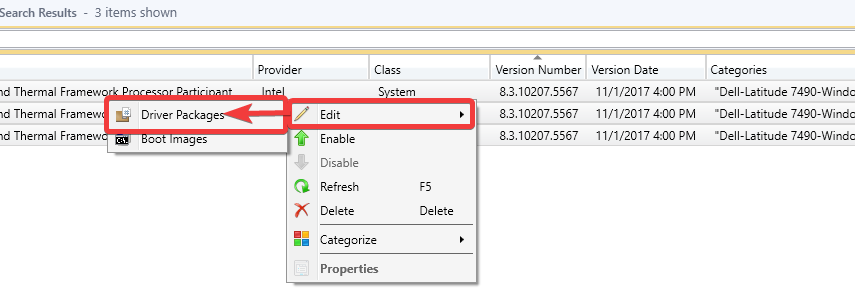 Search Results - 3 items shown
Provider Class Version Number Version Date Categories
nd Thermal Framework Processor Participant Intel System 8.3.10207.5567 11/1/2017 4:00 PM "Dell-Latitude 7490-Windo
nd Thermal Framew 8.3.10207.5567 11/1/2017 4:00 PM "Dell-Latitude 7490-Windo
nd Thermal Framew 8.3.10207.5567 11/1/2017 4:00 PM "Dell-Latitude 7490-Windo
Driver Packages
Boot Images
Edit
Enable
Disable
Refresh F5
Delete Delete
Categorize
Properties